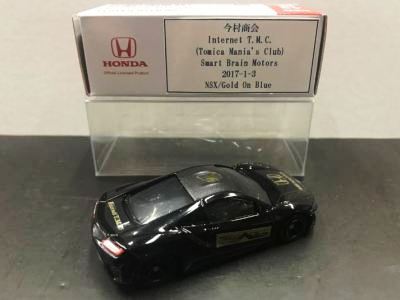 今村商会
Internet T.M.C.
(Tomica Mania's Club)
Smart Brain Motors
2017-1-3
NSX/Gold On Blue
HONDA
Official Licensed Product